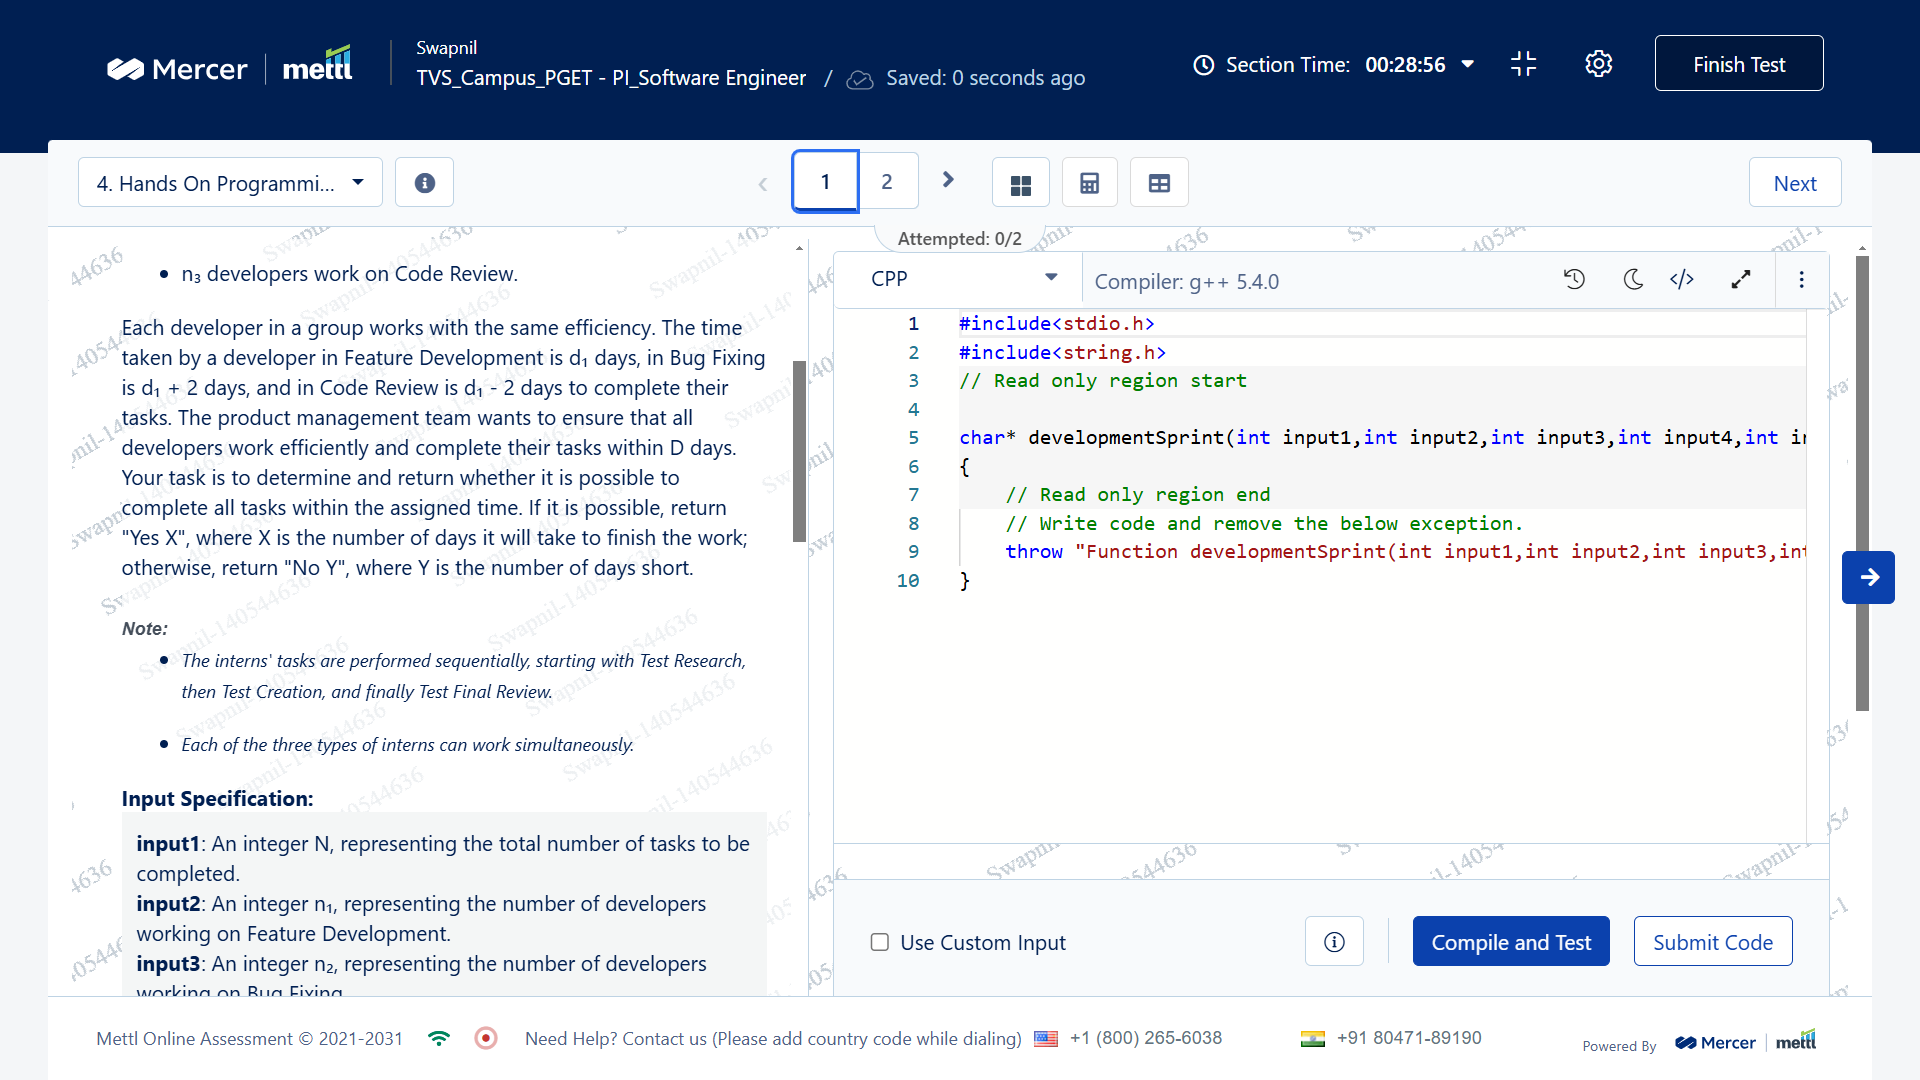 Mercer mettl
Swapnil
TVS_Campus_PGET - PI_Software Engineer / Saved: 0 seconds ago
Section Time: 00:28:56
Finish Test
4. Hands On Programmi...
1
2
Next
Attempted: 0/2
n₃ developers work on Code Review.
Each developer in a group works with the same efficiency. The time
taken by a developer in Feature Development is d₁ days, in Bug Fixing
is d₁ + 2 days, and in Code Review is d₁ - 2 days to complete their
tasks. The product management team wants to ensure that all
developers work efficiently and complete their tasks within D days.
Your task is to determine and return whether it is possible to
complete all tasks within the assigned time. If it is possible, return
"Yes X", where X is the number of days it will take to finish the work;
otherwise, return "No Y", where Y is the number of days short.
Note:
The interns' tasks are performed sequentially, starting with Test Research,
then Test Creation, and finally Test Final Review.
Each of the three types of interns can work simultaneously.
Input Specification:
input1: An integer N, representing the total number of tasks to be
completed.
input2: An integer n₁, representing the number of developers
working on Feature Development.
input3: An integer n₂, representing the number of developers
working on Bug Fixing
CPP
Compiler: g++ 5.4.0
1 #include<stdio.h>
2 #include<string.h>
3 // Read only region start
4
5 char* developmentSprint(int input1,int input2,int input3,int input4,int in
6 {
7 // Read only region end
8 // Write code and remove the below exception.
9 throw "Function developmentSprint(int input1,int input2,int input3,int
10 }
Use Custom Input
Compile and Test
Submit Code
Swapnil-140544636
Mettl Online Assessment © 2021-2031
Need Help? Contact us (Please add country code while dialing)
+1 (800) 265-6038
+91 80471-89190
Powered By
Mercer mettl